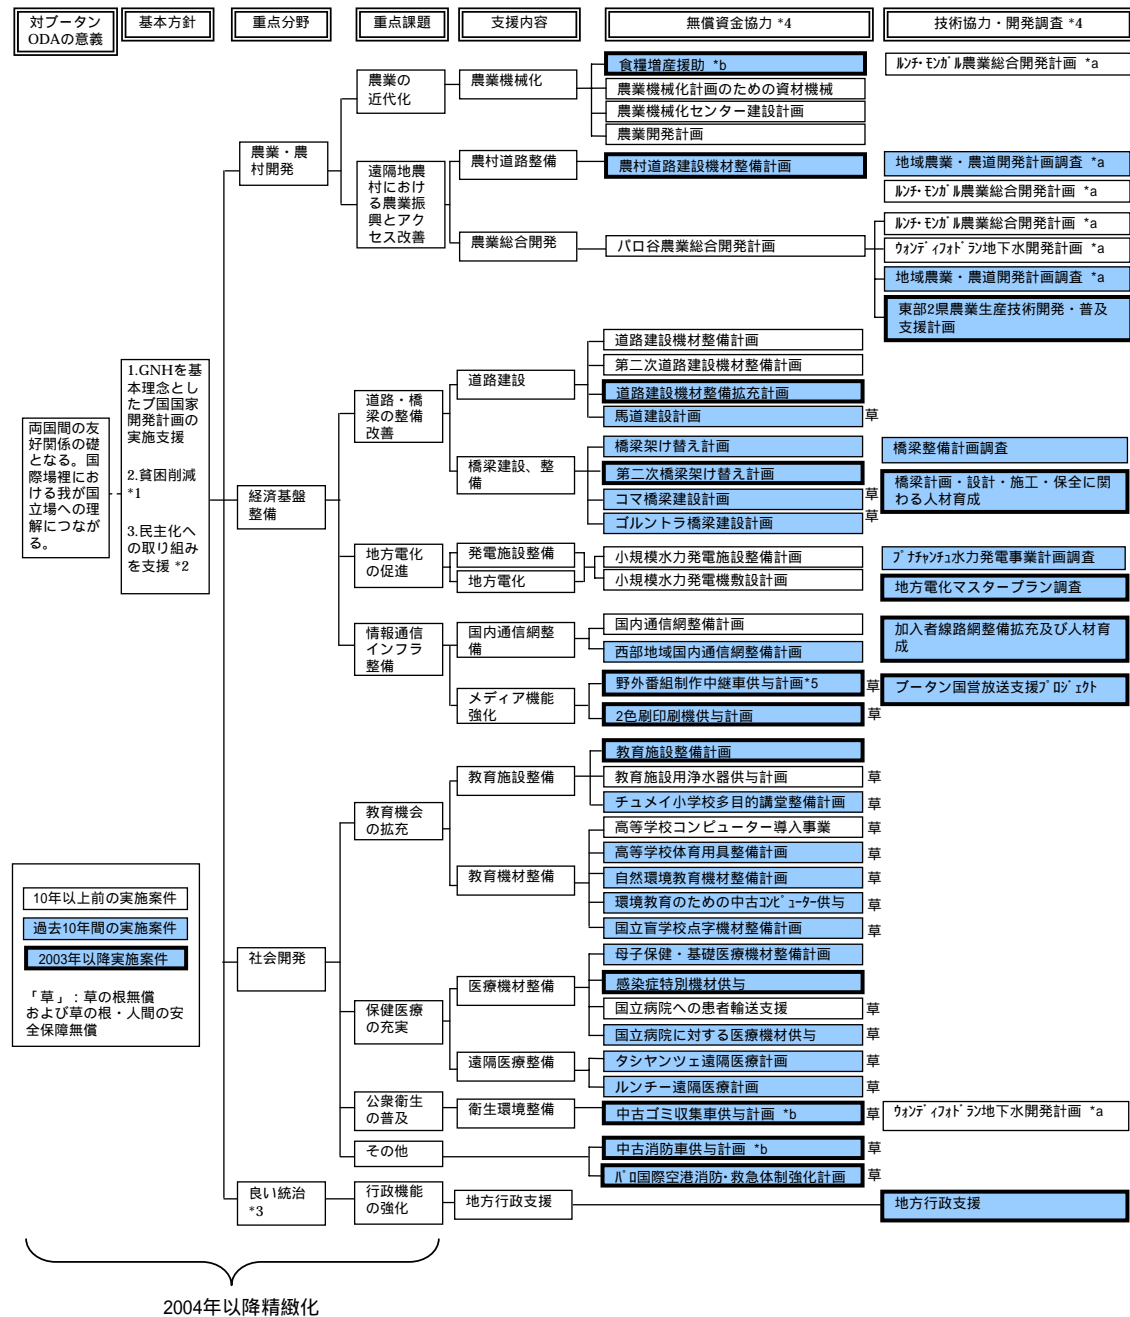 対ブータン
ODAの意義
基本方針
重点分野
重点課題
支援内容
無償資金協力 *4
技術協力・開発調査 *4
農業の
近代化
農業機械化
食糧増産援助 *b
農業機械化計画のための資材機械
農業機械化センター建設計画
農業開発計画
ﾙﾝﾁ･ﾓﾝｶﾞﾙ農業総合開発計画 *a
農業・農
村開発
遠隔地農
村におけ
る農業振
興とアク
セス改善
農村道路整備
農村道路建設機材整備計画
地域農業・農道開発計画調査 *a
ﾙﾝﾁ･ﾓﾝｶﾞﾙ農業総合開発計画 *a
農業総合開発
パロ谷農業総合開発計画
ﾙﾝﾁ･ﾓﾝｶﾞﾙ農業総合開発計画 *a
ｳｫﾝﾃﾞｨﾌｫﾄﾞﾗﾝ地下水開発計画 *a
地域農業・農道開発計画調査 *a
東部2県農業生産技術開発・普及
支援計画
両国間の友
好関係の礎
となる。国
際場裡にお
ける我が国
立場への理
解につなが
る。
1.GNHを基
本理念とし
たブ国国家
開発計画の
実施支援
2.貧困削減
*1
3.民主化へ
の取り組み
を支援 *2
経済基盤
整備
道路・橋
梁の整備
改善
道路建設
道路建設機材整備計画
第二次道路建設機材整備計画
道路建設機材整備拡充計画
馬道建設計画
草
橋梁建設、整
備
橋梁架け替え計画
第二次橋梁架け替え計画
コマ橋梁建設計画
草
ゴルントラ橋梁建設計画
草
橋梁整備計画調査
橋梁計画・設計・施工・保全に関
わる人材育成
地方電化
の促進
発電施設整備
地方電化
小規模水力発電施設整備計画
小規模水力発電機敷設計画
ﾌﾟﾅﾁｬﾝﾁｭ水力発電事業計画調査
地方電化マスタープラン調査
情報通信
インフラ
整備
国内通信網整
備
国内通信網整備計画
西部地域国内通信網整備計画
加入者線路網整備拡充及び人材育
成
メディア機能
強化
野外番組制作中継車供与計画*5
草
2色刷印刷機供与計画
草
ブータン国営放送支援ﾌﾟﾛｼﾞｪｸﾄ
社会開発
教育機会
の拡充
教育施設整備
教育施設整備計画
教育施設用浄水器供与計画
草
チュメイ小学校多目的講堂整備計画
草
教育機材整備
高等学校コンピューター導入事業
草
高等学校体育用具整備計画
草
自然環境教育機材整備計画
草
環境教育のための中古ｺﾝﾋﾟｭｰﾀｰ供与
草
国立盲学校点字機材整備計画
草
保健医療
の充実
医療機材整備
母子保健・基礎医療機材整備計画
感染症特別機材供与
国立病院への患者輸送支援
草
国立病院に対する医療機材供与
草
遠隔医療整備
タシヤンツェ遠隔医療計画
草
ルンチー遠隔医療計画
草
公衆衛生
の普及
衛生環境整備
中古ゴミ収集車供与計画 *b
草
ｳｫﾝﾃﾞｨﾌｫﾄﾞﾗﾝ地下水開発計画 *a
その他
中古消防車供与計画 *b
草
ﾊﾟﾛ国際空港消防･救急体制強化計画
草
良い統治
*3
行政機能
の強化
地方行政支援
地方行政支援
10年以上前の実施案件
過去10年間の実施案件
2003年以降実施案件
「草」：草の根無償
および草の根・人間の安
全保障無償
2004年以降精緻化